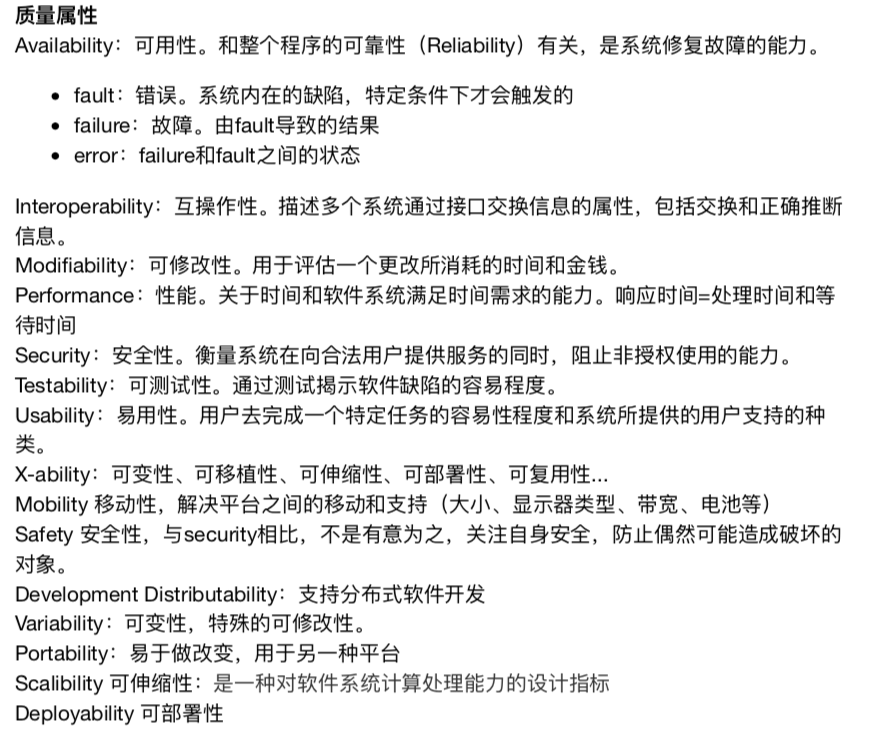 质量属性
Availability：可用性。和整个程序的可靠性（Reliability）有关，是系统修复故障的能力。
• fault：错误。系统内在的缺陷，特定条件下才会触发的
• failure：故障。由fault导致的结果
• error：failure和fault之间的状态
Interoperability：互操作性。描述多个系统通过接口交换信息的属性，包括交换和正确推断
信息。
Modifiability：可修改性。用于评估一个更改所消耗的时间和金钱。
Performance：性能。关于时间和软件系统满足时间需求的能力。响应时间=处理时间和等
待时间
Security：安全性。衡量系统在向合法用户提供服务的同时，阻止非授权使用的能力。
Testability：可测试性。通过测试揭示软件缺陷的容易程度。
Usability：易用性。用户去完成一个特定任务的容易性程度和系统所提供的用户支持的种
类。
X-ability：可变性、可移植性、可伸缩性、可部署性、可复用性...
Mobility 移动性，解决平台之间的移动和支持（大小、显示器类型、带宽、电池等）
Safety 安全性，与security相比，不是有意为之，关注自身安全，防止偶然可能造成破坏的
对象。
Development Distributability：支持分布式软件开发
Variability：可变性，特殊的可修改性。
Portability：易于做改变，用于另一种平台
Scalibility 可伸缩性：是一种对软件系统计算处理能力的设计指标
Deployability 可部署性